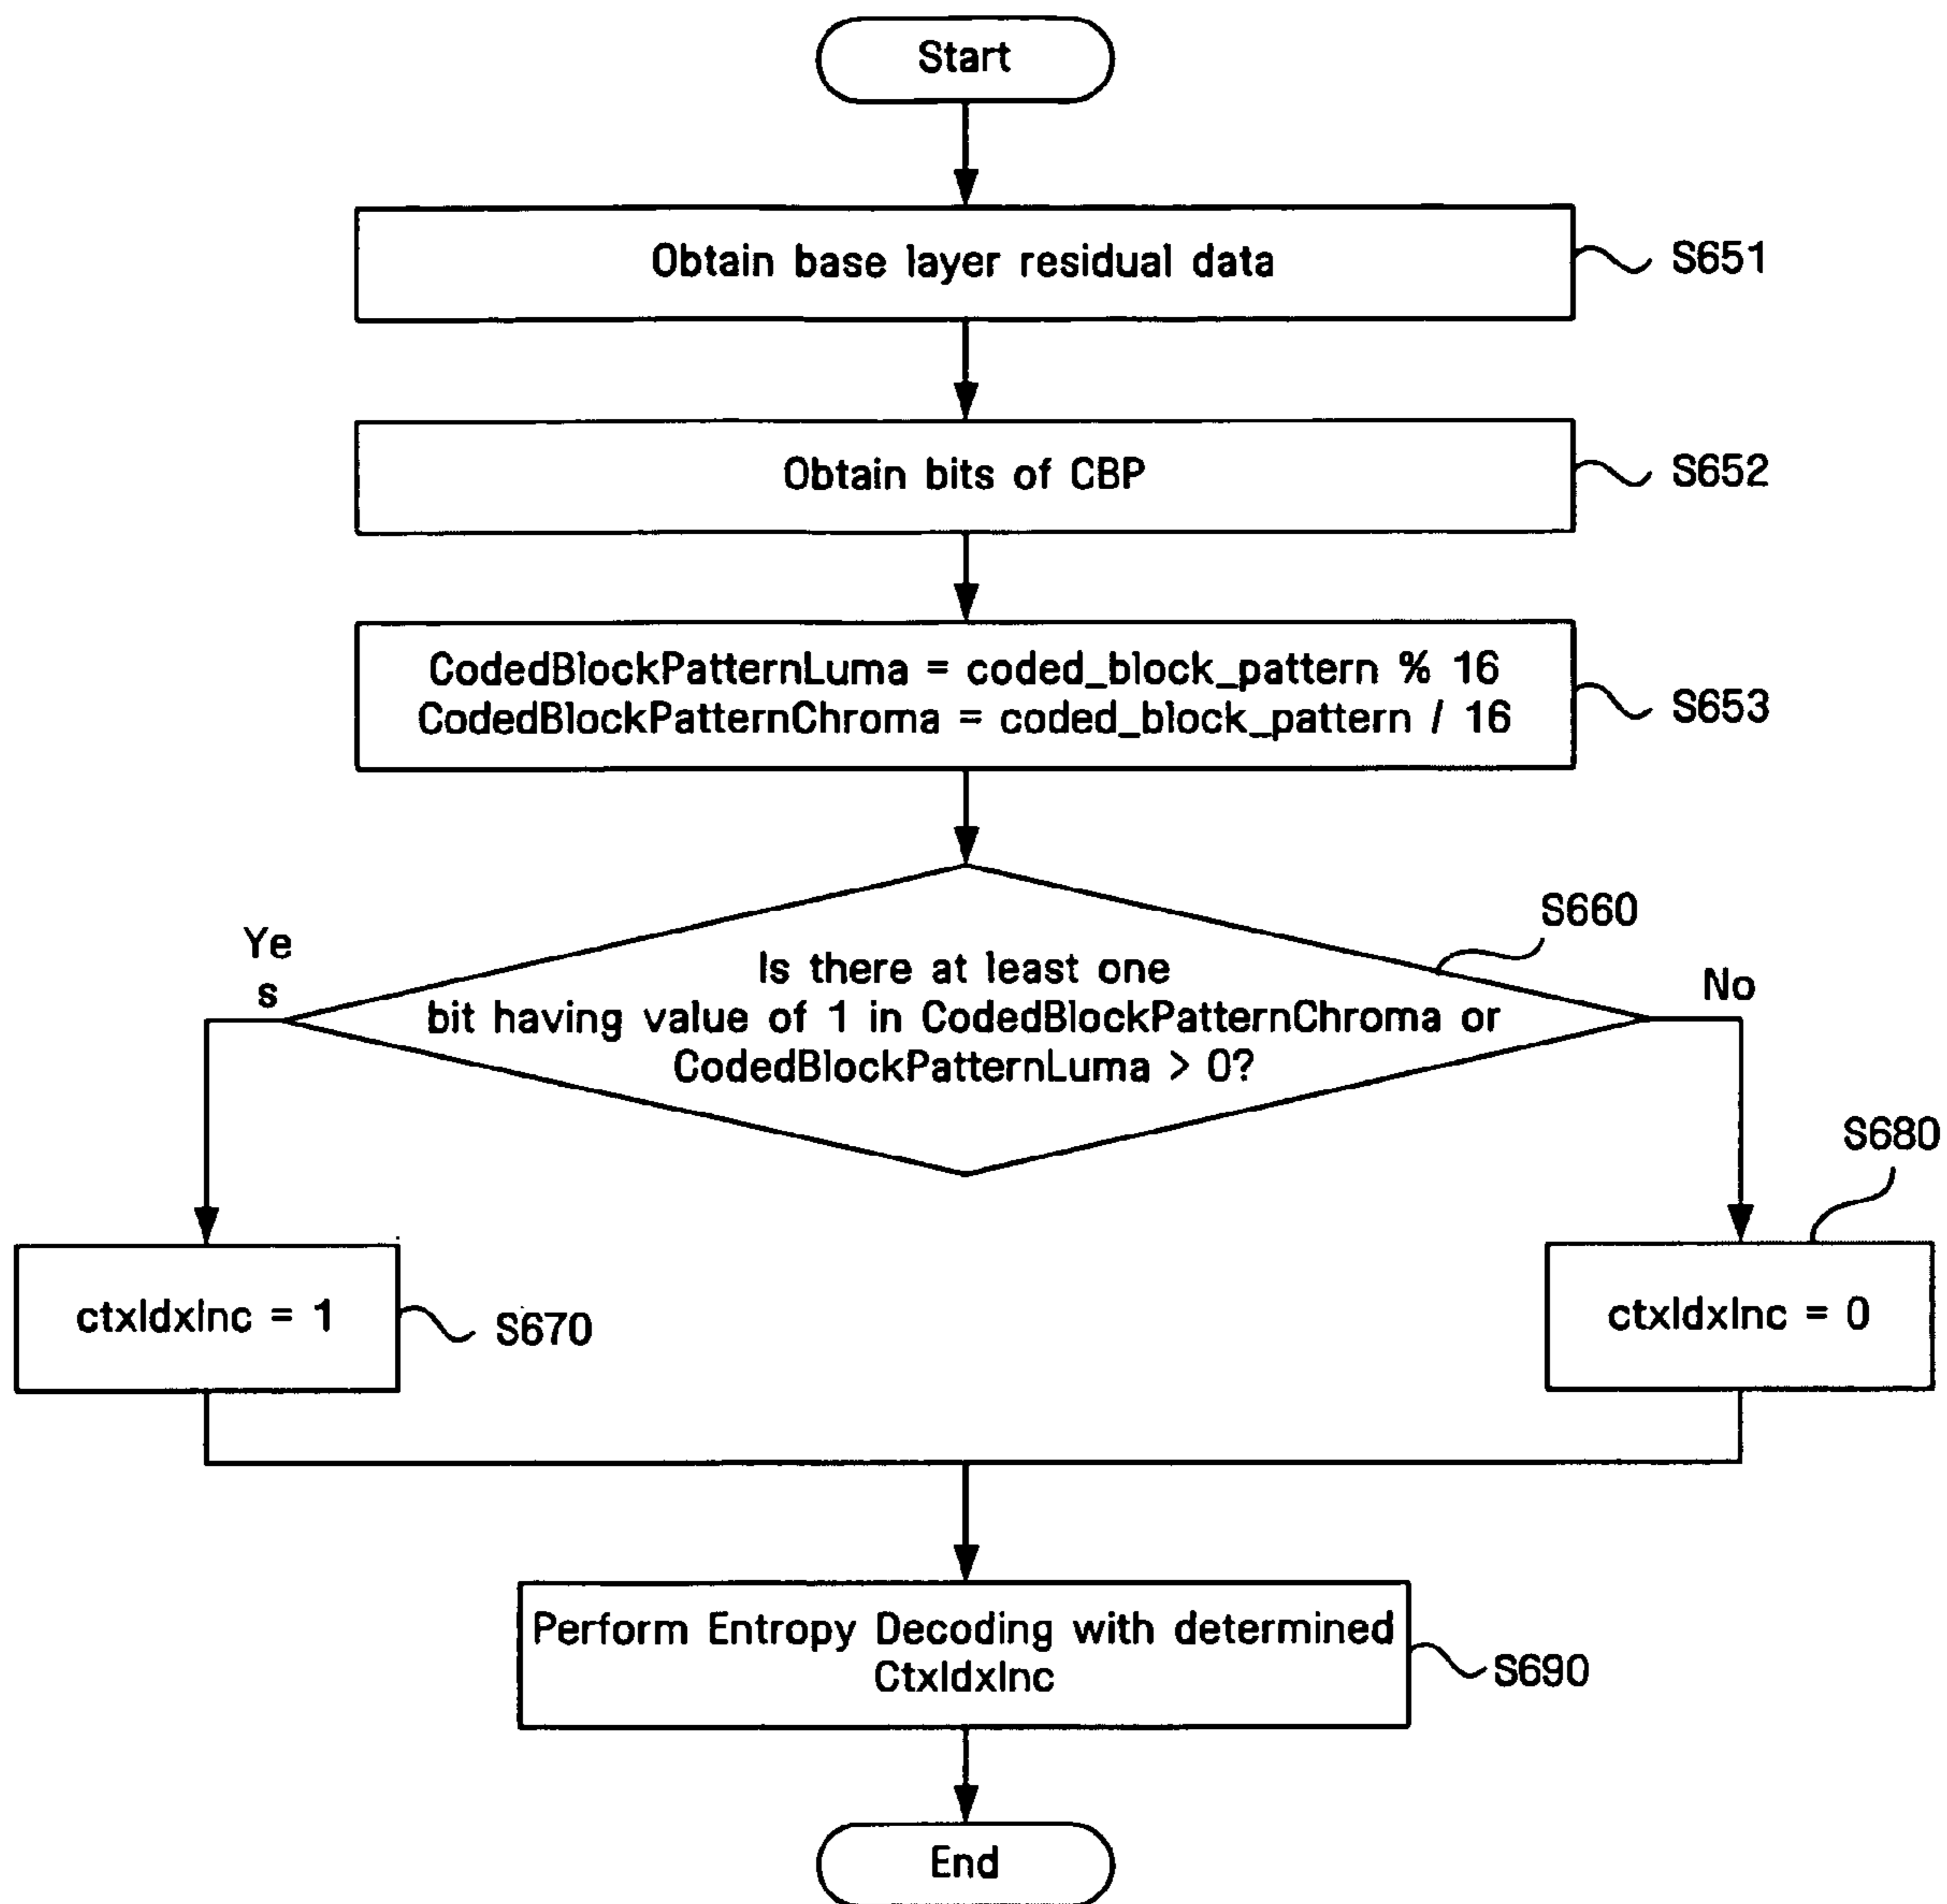 Start
Obtain base layer residual data
S651
Obtain bits of CBP
S652
CodedBlockPatternLuma = coded_block_pattern % 16
CodedBlockPatternChroma = coded_block_pattern / 16
S653
S660
Ye
s
Is there at least one
bit having value of 1 in CodedBlockPatternChroma or
CodedBlockPatternLuma > 0?
No
S680
ctxIdxInc = 1
S670
ctxIdxInc = 0
Perform Entropy Decoding with determined
CtxIdxInc
S690
End